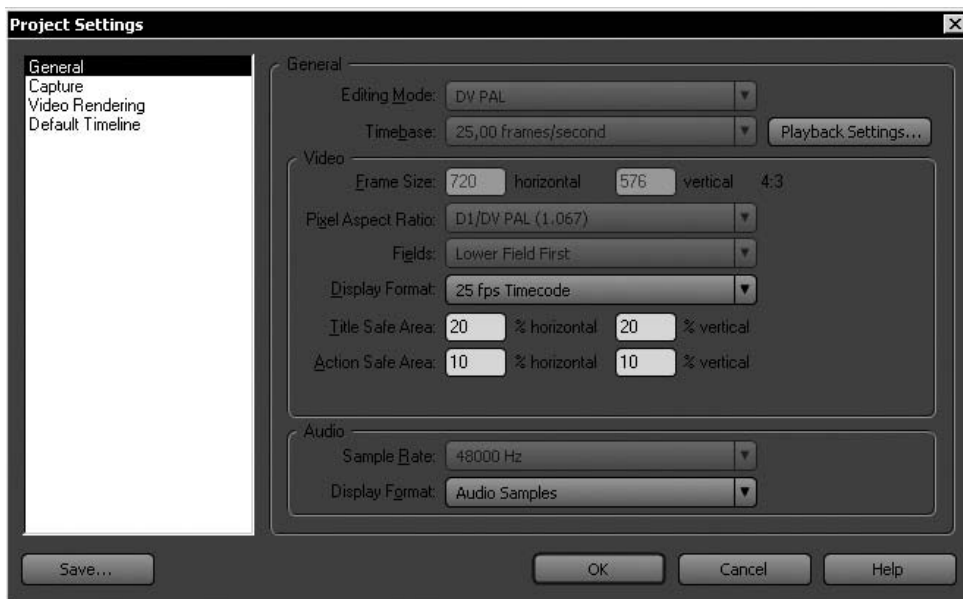 Project Settings
General
Capture
Video Rendering
Default Timeline
General
Editing Mode: DV PAL
Timebase: 25,00 frames/second Playback Settings...
Video
Frame Size: 720 horizontal 576 vertical 4:3
Pixel Aspect Ratio: D1/DV PAL (1.067)
Fields: Lower Field First
Display Format: 25 fps Timecode
Title Safe Area: 20 % horizontal 20 % vertical
Action Safe Area: 10 % horizontal 10 % vertical
Audio
Sample Rate: 48000 Hz
Display Format: Audio Samples
Save... OK Cancel Help